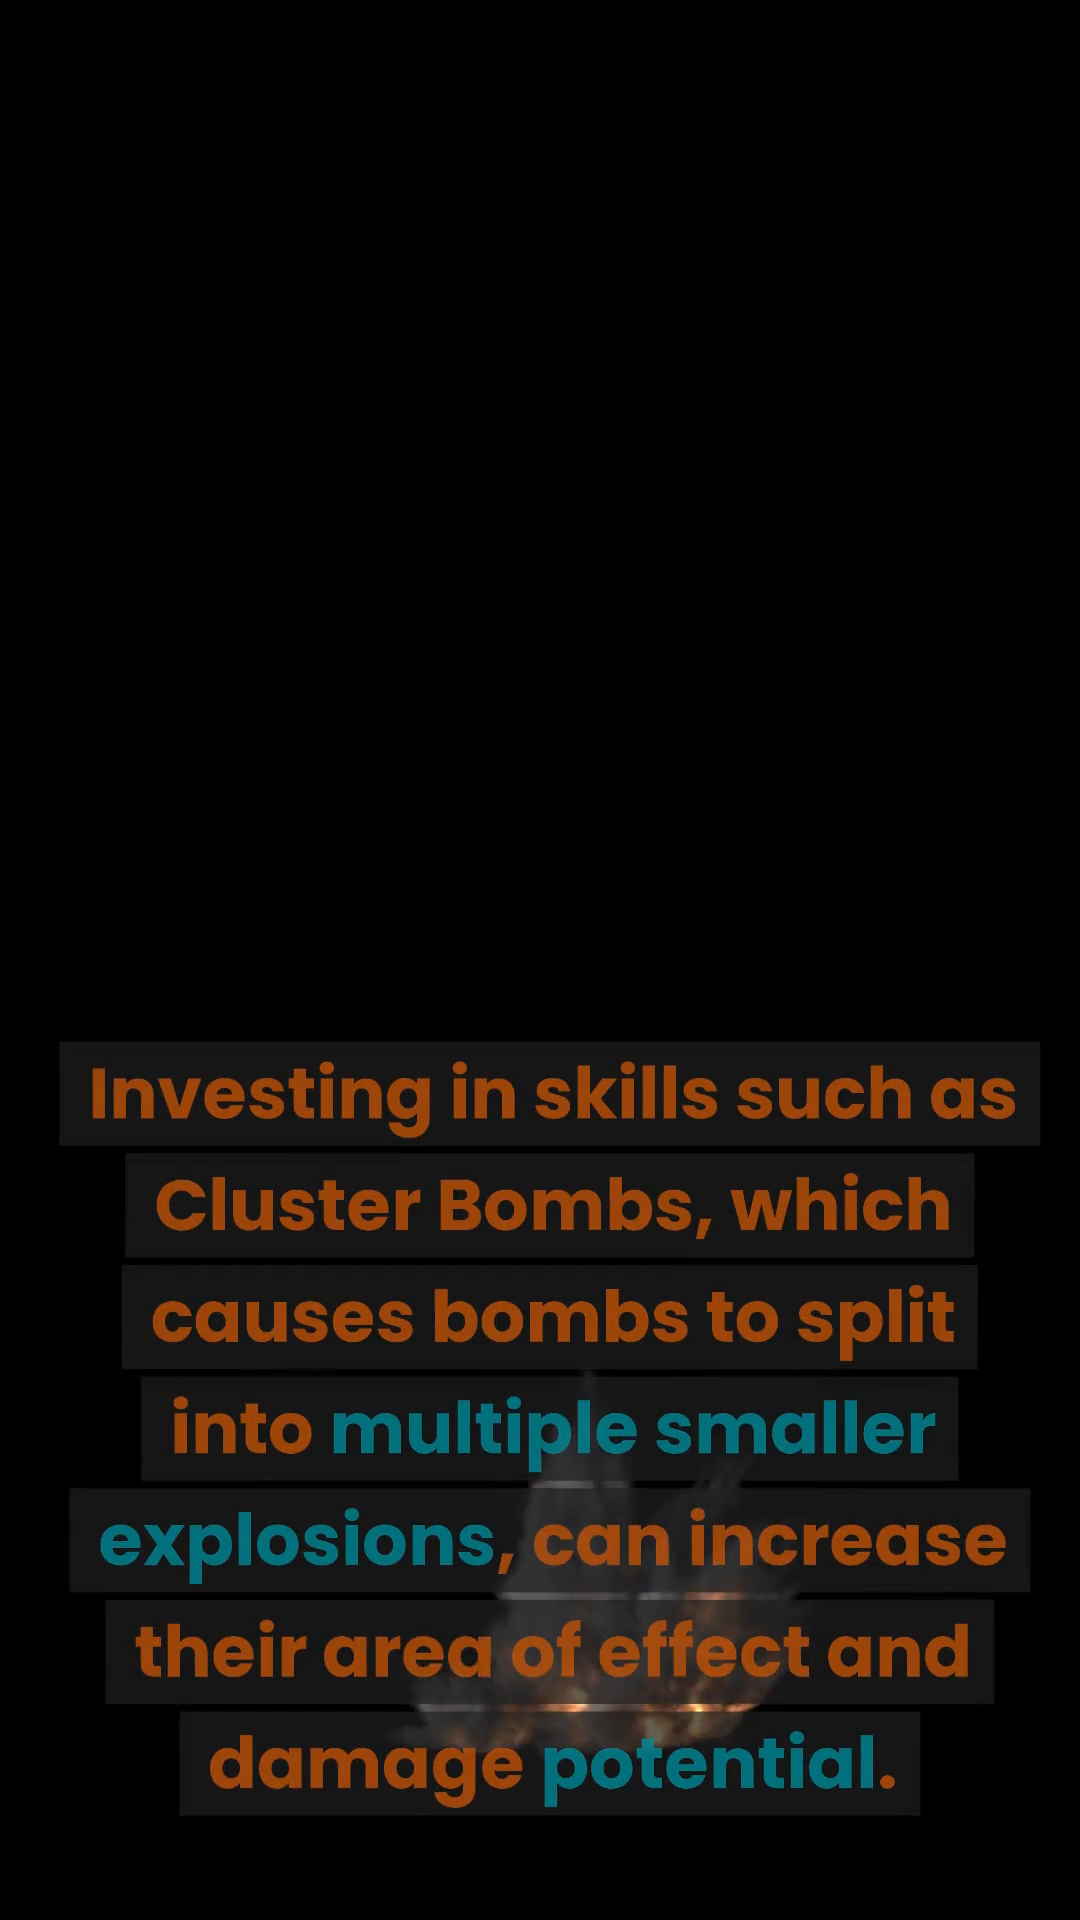 Investing in skills such as
Cluster Bombs, which
causes bombs to split
into multiple smaller
explosions, can increase
their area of effect and
damage potential.